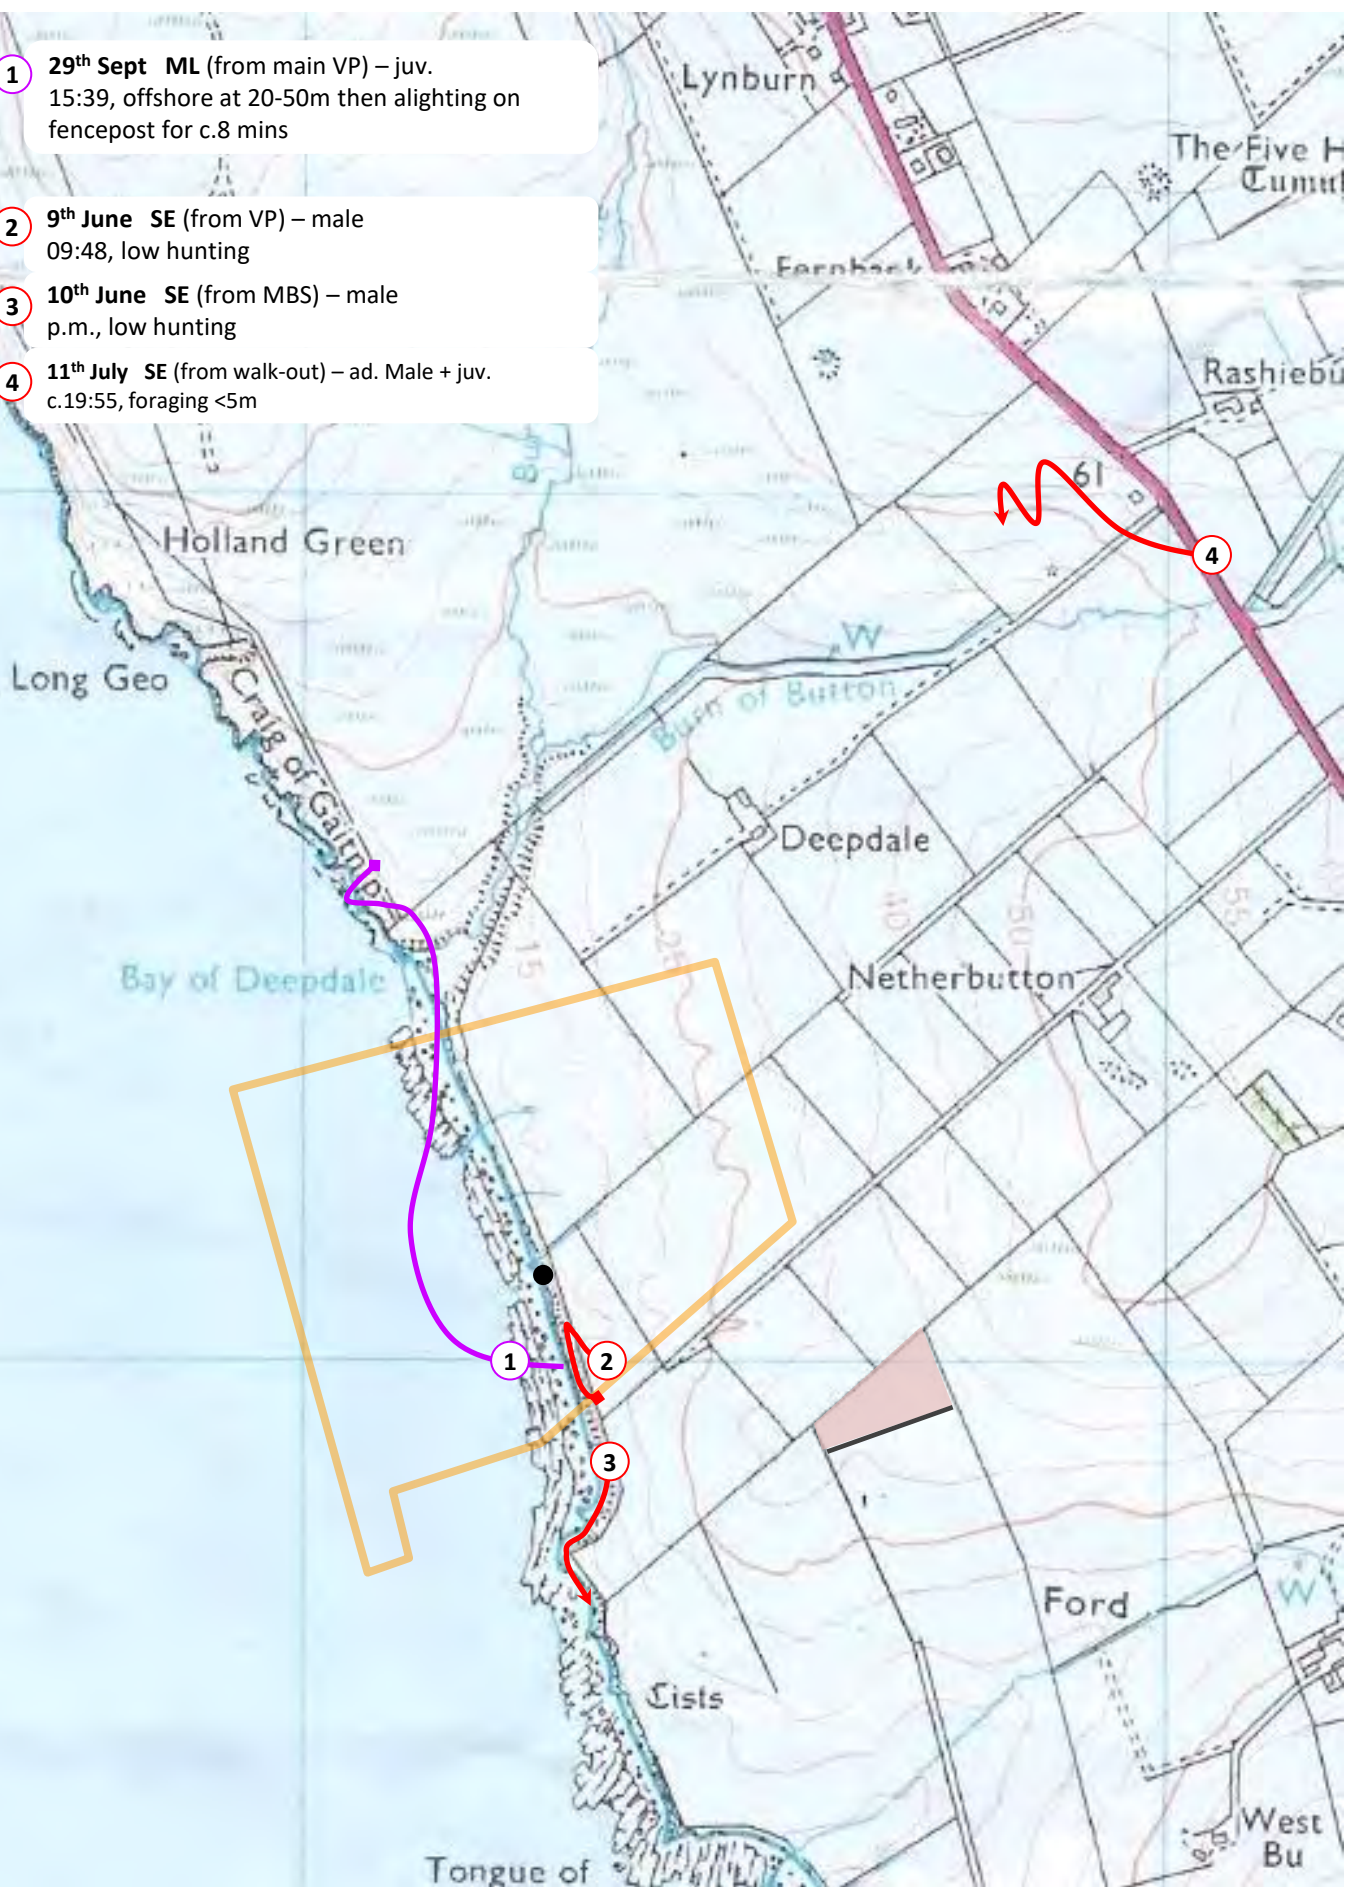 1
29th Sept ML (from main VP) – juv.
15:39, offshore at 20-50m then alighting on
fencepost for c.8 mins
2
9th June SE (from VP) – male
09:48, low hunting
3
10th June SE (from MBS) – male
p.m., low hunting
4
11th July SE (from walk-out) – ad. Male + juv.
c.19:55, foraging <5m
Lynburn
The Five H
Tumul
Fernbank
Rashiebu
61
4
Holland Green
Long Geo
Craig of Gaitnip
W
Burn of Button
Deepdale
15
25
40
50
55
Bay of Deepdale
Netherbutton
1
2
3
Ford
W
Cists
West
Bu
Tongue of